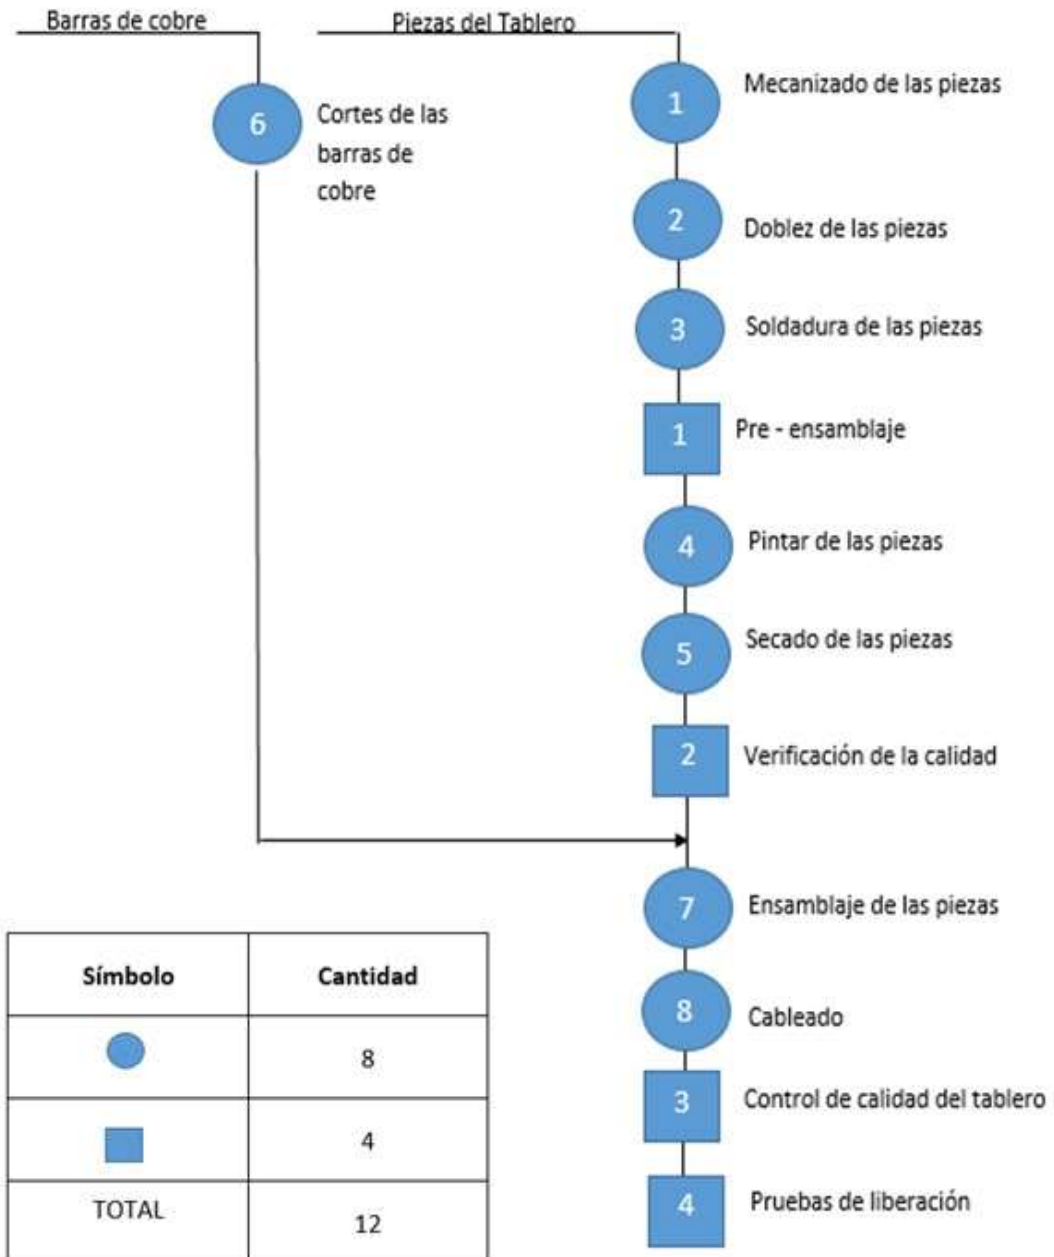 Barras de cobre
Piezas del Tablero
6
Cortes de las
barras de
cobre
1
Mecanizado de las piezas
2
Doblez de las piezas
3
Soldadura de las piezas
1
Pre - ensamblaje
4
Pintar de las piezas
5
Secado de las piezas
2
Verificación de la calidad
7
Ensamblaje de las piezas
8
Cableado
3
Control de calidad del tablero
4
Pruebas de liberación
Símbolo Cantidad
8
4
TOTAL 12